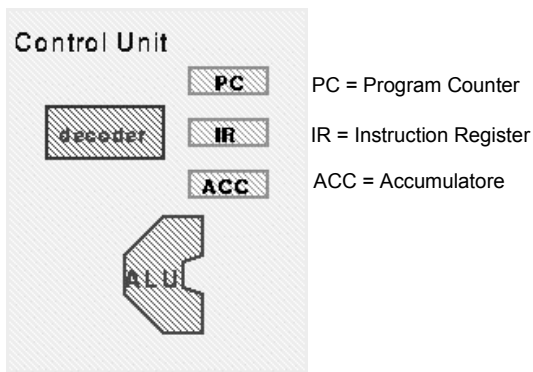 Control Unit
PC PC = Program Counter
decoder IR IR = Instruction Register
ACC ACC = Accumulatore
ALU